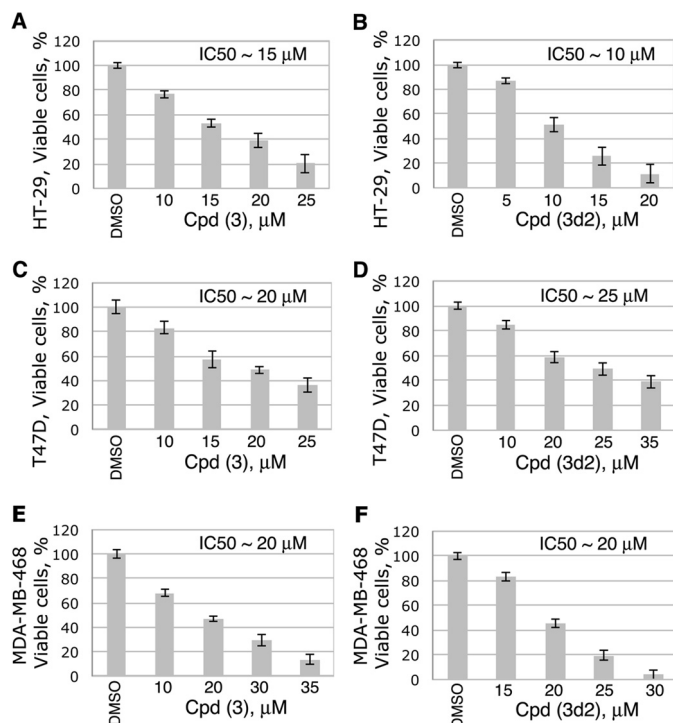 A
HT-29, Viable cells, %
120
100
80
60
40
20
0
IC50 ~ 15 µM
DMSO 10 15 20 25
Cpd (3), µM
B
HT-29, Viable cells, %
120
100
80
60
40
20
0
IC50 ~ 10 µM
DMSO 5 10 15 20
Cpd (3d2), µM
C
T47D, Viable cells, %
120
100
80
60
40
20
0
IC50 ~ 20 µM
DMSO 10 15 20 25
Cpd (3), µM
D
T47D, Viable cells, %
120
100
80
60
40
20
0
IC50 ~ 25 µM
DMSO 10 20 25 35
Cpd (3d2), µM
E
MDA-MB-468
Viable cells, %
120
100
80
60
40
20
0
IC50 ~ 20 µM
DMSO 10 20 30 35
Cpd (3), µM
F
MDA-MB-468
Viable cells, %
120
100
80
60
40
20
0
IC50 ~ 20 µM
DMSO 15 20 25 30
Cpd (3d2), µM